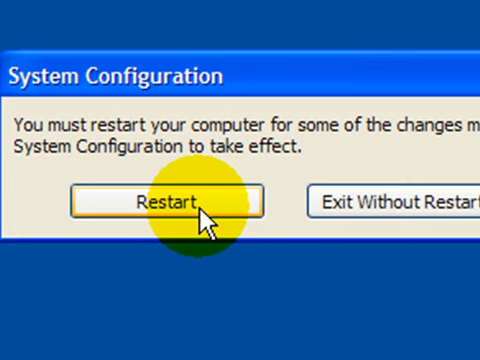 System Configuration
You must restart your computer for some of the changes
System Configuration to take effect.
Restart
Exit Without Restart